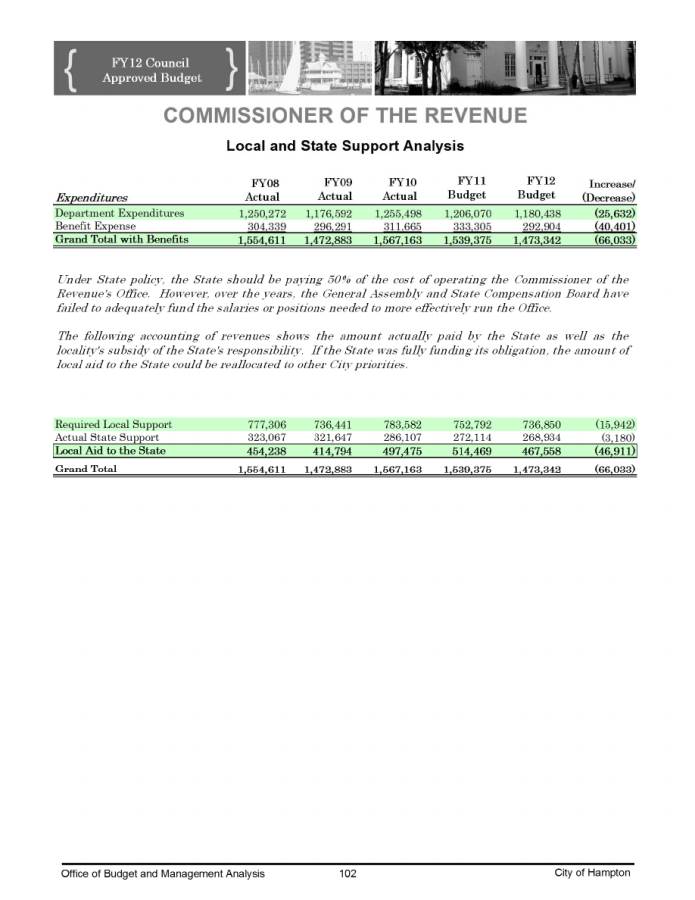 FY12 Council
Approved Budget
COMMISSIONER OF THE REVENUE
Local and State Support Analysis
Expenditures FY08 Actual FY09 Actual FY10 Actual FY11 Budget FY12 Budget Increase/ (Decrease)
Department Expenditures 1,250,272 1,176,592 1,255,498 1,206,070 1,180,438 (25,632)
Benefit Expense 304,339 296,291 311,665 333,305 292,904 (40,401)
Grand Total with Benefits 1,554,611 1,472,883 1,567,163 1,539,375 1,473,342 (66,033)
Under State policy, the State should be paying 50% of the cost of operating the Commissioner of the
Revenue's Office. However, over the years, the General Assembly and State Compensation Board have
failed to adequately fund the salaries or positions needed to more effectively run the Office.
The following accounting of revenues shows the amount actually paid by the State as well as the
locality's subsidy of the State's responsibility. If the State was fully funding its obligation, the amount of
local aid to the State could be reallocated to other City priorities.
Required Local Support 777,306 736,441 783,582 752,792 736,850 (15,942)
Actual State Support 323,067 321,647 286,107 272,114 268,934 (3,180)
Local Aid to the State 454,238 414,794 497,475 514,469 467,558 (46,911)
Grand Total 1,554,611 1,472,883 1,567,163 1,539,375 1,473,342 (66,033)
Office of Budget and Management Analysis 102 City of Hampton